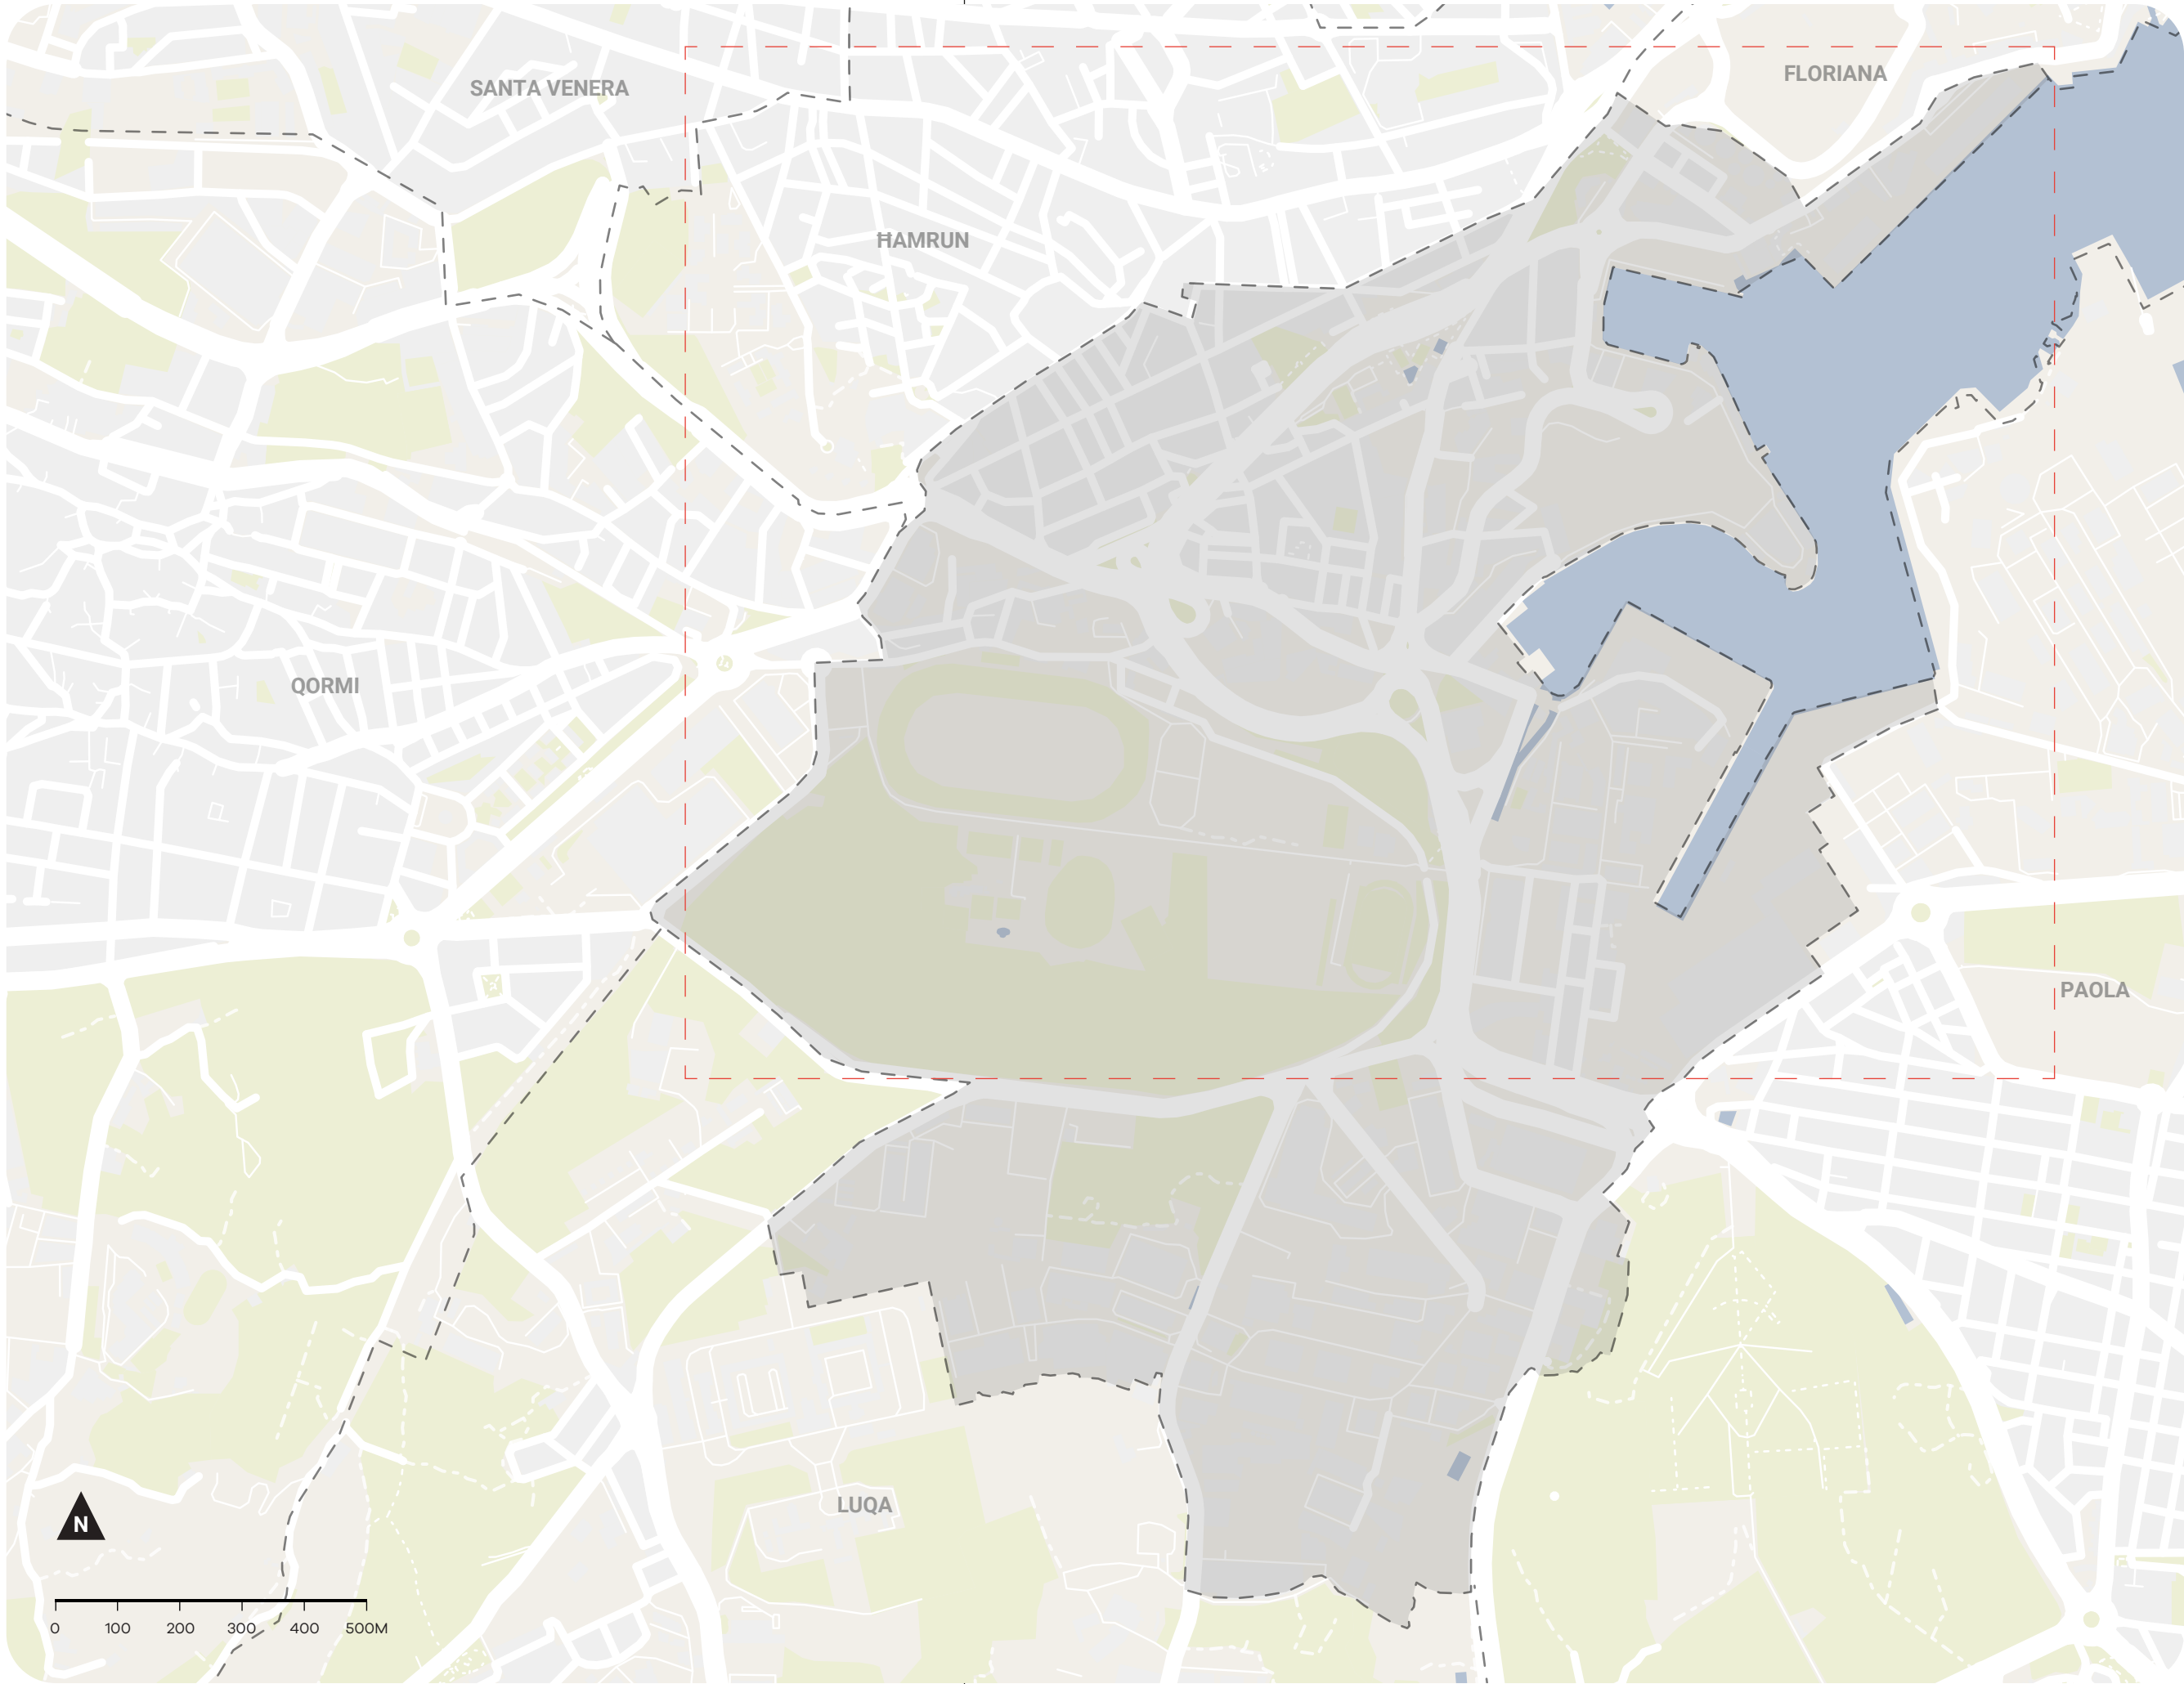 FLORIANA
SANTA VENERA
ĦAMRUN
QORMI
PAOLA
LUQA
N
0 100 200 300 400 500M